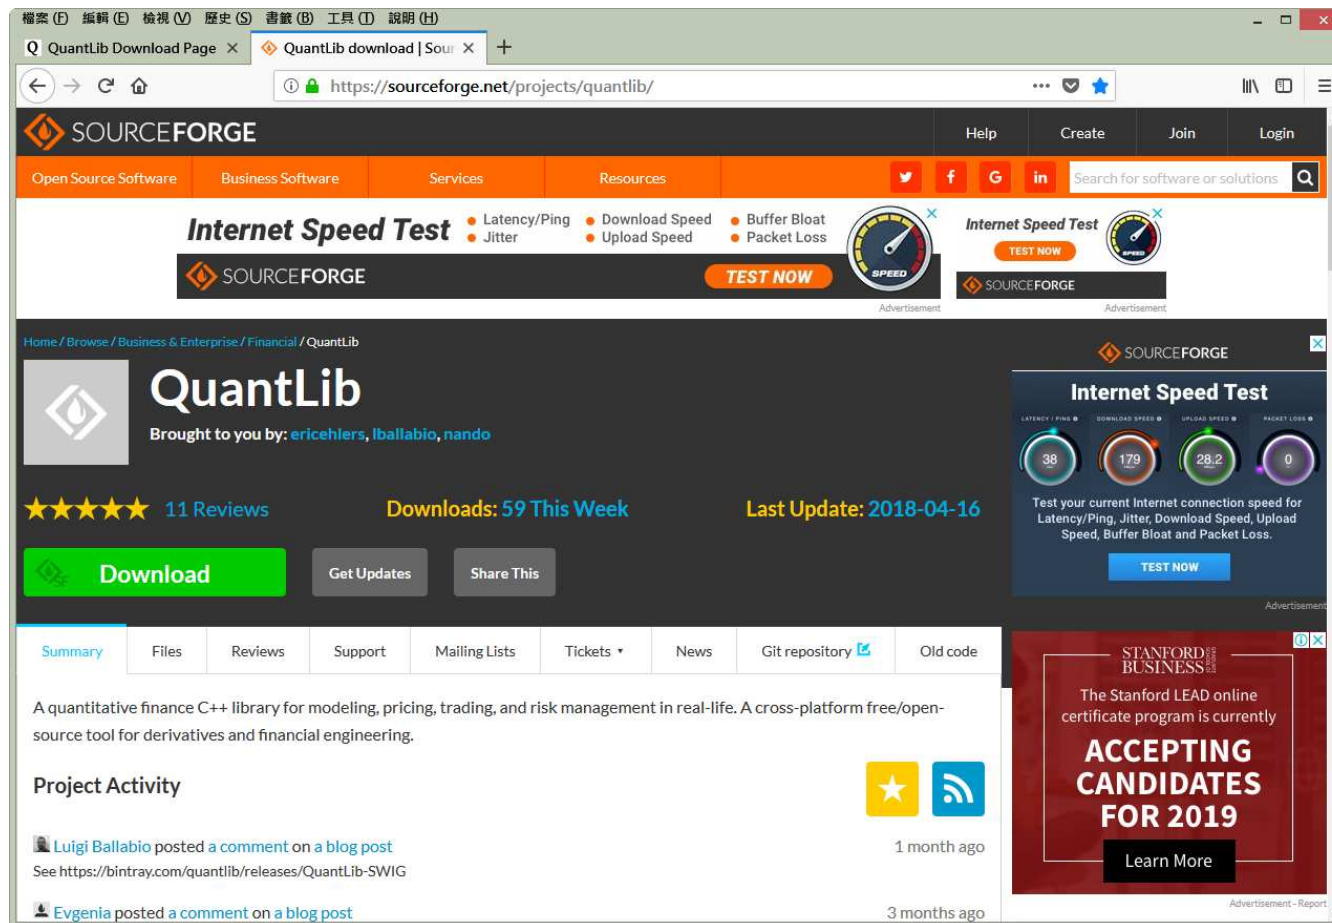 檔案 (F) 編輯 (E) 檢視 (V) 歷史 (S) 書籤 (B) 工具 (T) 說明 (H)
Q QuantLib Download Page
QuantLib download | Sour
https://sourceforge.net/projects/quantlib/
SOURCEFORGE
Help Create Join Login
Open Source Software Business Software Services Resources
Search for software or solutions
Internet Speed Test
Latency/Ping Download Speed Buffer Bloat
Jitter Upload Speed Packet Loss
SPEED
SOURCEFORGE
TEST NOW
Advertisement
Internet Speed Test
TEST NOW
SPEED
SOURCEFORGE
Advertisement
Home / Browse / Business & Enterprise / Financial / QuantLib
QuantLib
Brought to you by: ericehlers, lballabio, nando
11 Reviews
Downloads: 59 This Week
Last Update: 2018-04-16
Download
Get Updates
Share This
SOURCEFORGE
Internet Speed Test
LATENCY / PING DOWNLOAD SPEED UPLOAD SPEED PACKET LOSS
38 179 28.2 0
Test your current Internet connection speed for
Latency/Ping, Jitter, Download Speed, Upload
Speed, Buffer Bloat and Packet Loss.
TEST NOW
Advertisement
Summary Files Reviews Support Mailing Lists Tickets News Git repository Old code
A quantitative finance C++ library for modeling, pricing, trading, and risk management in real-life. A cross-platform free/open-
source tool for derivatives and financial engineering.
Project Activity
Luigi Ballabio posted a comment on a blog post
1 month ago
See https://bintray.com/quantlib/releases/QuantLib-SWIG
Evgenia posted a comment on a blog post
3 months ago
STANFORD
BUSINESS
The Stanford LEAD online
certificate program is currently
ACCEPTING
CANDIDATES
FOR 2019
Learn More
Advertisement - Report